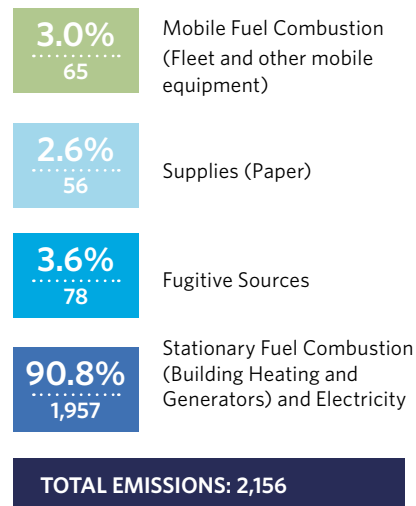 3.0%
65
Mobile Fuel Combustion
(Fleet and other mobile
equipment)
2.6%
56
Supplies (Paper)
3.6%
78
Fugitive Sources
90.8%
1,957
Stationary Fuel Combustion
(Building Heating and
Generators) and Electricity
TOTAL EMISSIONS: 2,156